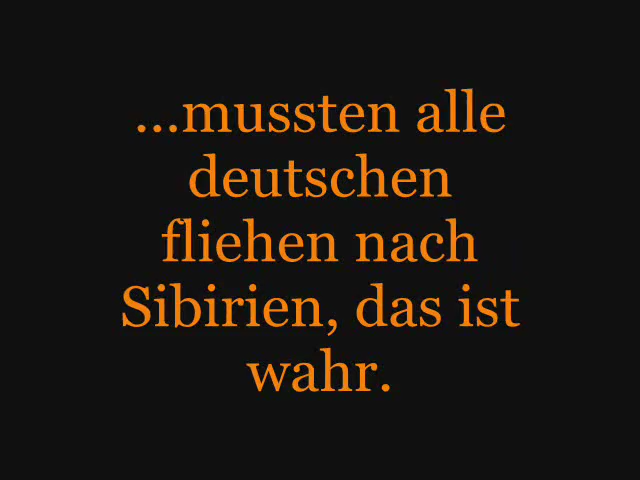 ...mussten alle
deutschen
fliehen nach
Sibirien, das ist
wahr.